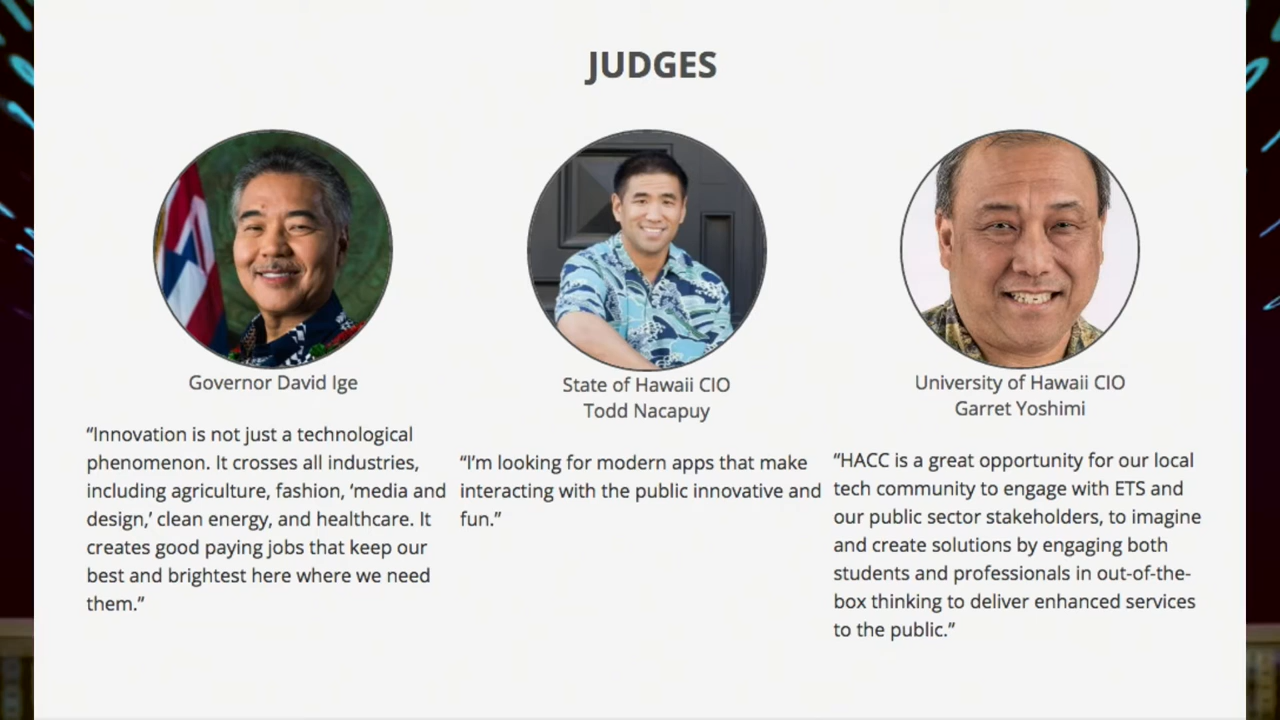 JUDGES
Governor David Ige
“Innovation is not just a technological
phenomenon. It crosses all industries,
including agriculture, fashion, ‘media and
design,’ clean energy, and healthcare. It
creates good paying jobs that keep our
best and brightest here where we need
them.”
State of Hawaii CIO
Todd Nacapuy
“I’m looking for modern apps that make
interacting with the public innovative and
fun.”
University of Hawaii CIO
Garret Yoshimi
“HACC is a great opportunity for our local
tech community to engage with ETS and
our public sector stakeholders, to imagine
and create solutions by engaging both
students and professionals in out-of-the-
box thinking to deliver enhanced services
to the public.”